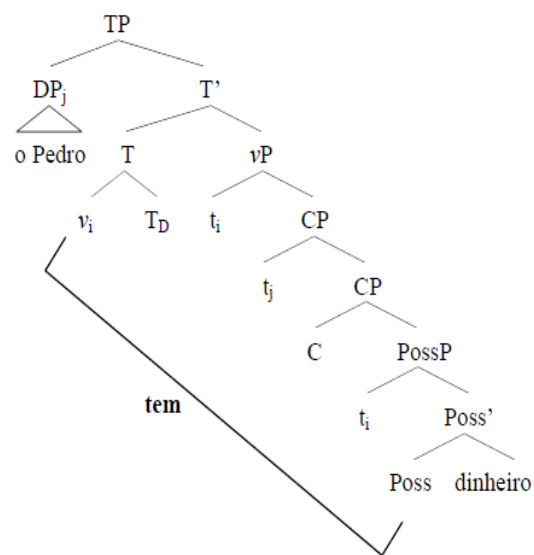 TP
DPj T’
o Pedro T vP
vi TD ti CP
tj CP
C PossP
tem
ti Poss’
Poss dinheiro